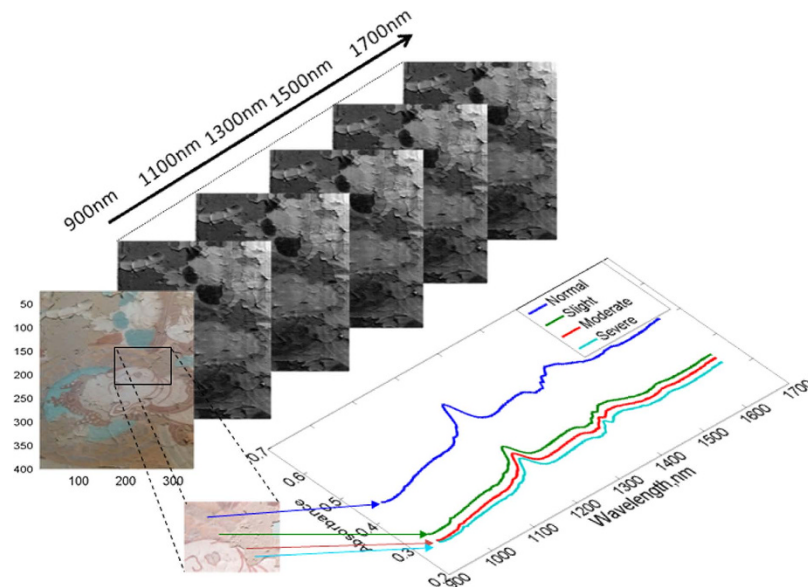 900nm
1100nm
1300nm
1500nm
1700nm
50
100
150
200
250
300
350
400
100
200
300
Normal
Slight
Moderate
Severe
0.7
0.6
0.5
0.4
0.3
0.2
Absorbance
900
1000
1100
1200
1300
1400
1500
1600
1700
Wavelength,nm